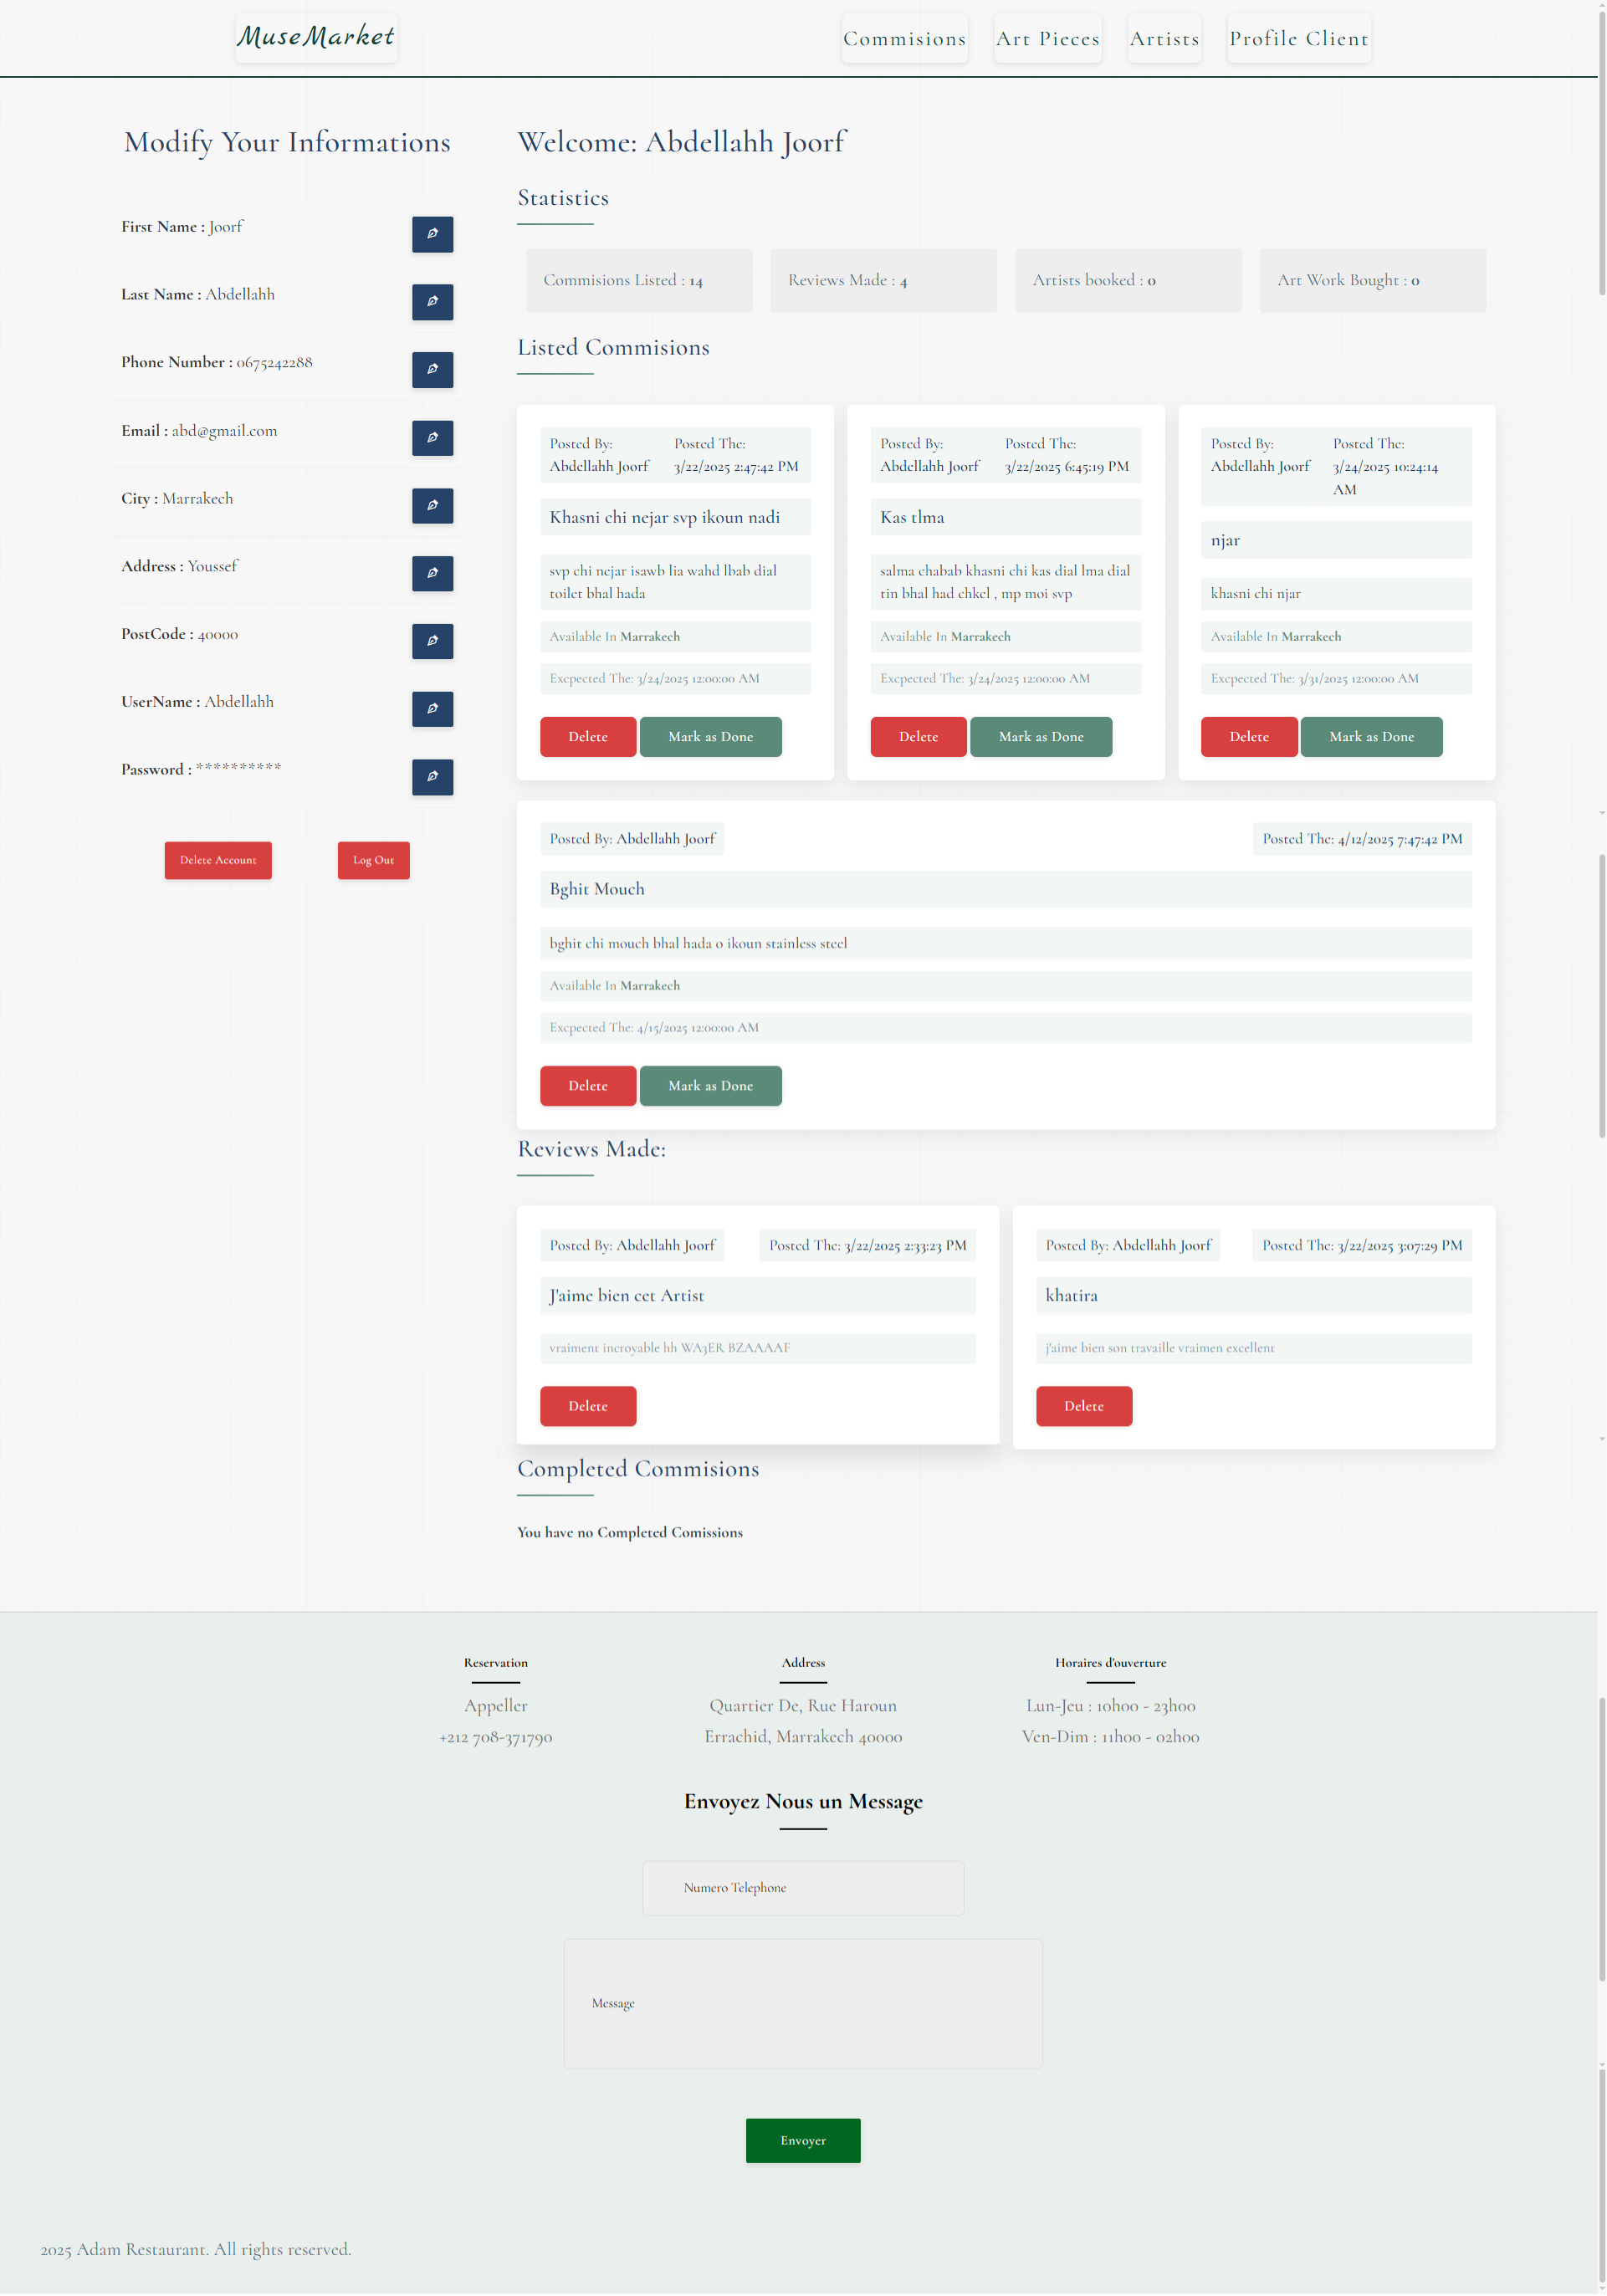 MuseMarket
Commisions
Art Pieces
Artists
Profile Client
Modify Your Informations
First Name : Joorf
Last Name : Abdellahh
Phone Number : 0675242288
Email : abd@gmail.com
City : Marrakech
Address : Youssef
PostCode : 40000
UserName : Abdellahh
Password : **********
Delete Account
Log Out
Welcome: Abdellahh Joorf
Statistics
Commisions Listed : 14
Reviews Made : 4
Artists booked : 0
Art Work Bought : 0
Listed Commisions
Posted By:
Abdellahh Joorf
Posted The:
3/22/2025 2:47:42 PM
Khasni chi nejar svp ikoun nadi
svp chi nejar isawb lia wahd lbab dial
toilet bhal hada
Available In Marrakech
Excpected The: 3/24/2025 12:00:00 AM
Delete
Mark as Done
Posted By:
Abdellahh Joorf
Posted The:
3/22/2025 6:45:19 PM
Kas tlma
salma chabab khasni chi kas dial lma dial
tin bhal had chkel , mp moi svp
Available In Marrakech
Excpected The: 3/24/2025 12:00:00 AM
Delete
Mark as Done
Posted By:
Abdellahh Joorf
Posted The:
3/24/2025 10:24:14
AM
njar
khasni chi njar
Available In Marrakech
Excpected The: 3/31/2025 12:00:00 AM
Delete
Mark as Done
Posted By: Abdellahh Joorf
Posted The: 4/12/2025 7:47:42 PM
Bghit Mouch
bghit chi mouch bhal hada o ikoun stainless steel
Available In Marrakech
Excpected The: 4/15/2025 12:00:00 AM
Delete
Mark as Done
Reviews Made:
Posted By: Abdellahh Joorf
Posted The: 3/22/2025 2:33:23 PM
J'aime bien cet Artist
vraiment incroyable hh WA3ER BZAAAAF
Delete
Posted By: Abdellahh Joorf
Posted The: 3/22/2025 3:07:29 PM
khatira
j'aime bien son travaille vraimen excellent
Delete
Completed Commisions
You have no Completed Comissions
Reservation
Appeller
+212 708-371790
Address
Quartier De, Rue Haroun
Errachid, Marrakech 40000
Horaires d'ouverture
Lun-Jeu : 10h00 - 23h00
Ven-Dim : 11h00 - 02h00
Envoyez Nous un Message
Numero Telephone
Message
Envoyer
2025 Adam Restaurant. All rights reserved.